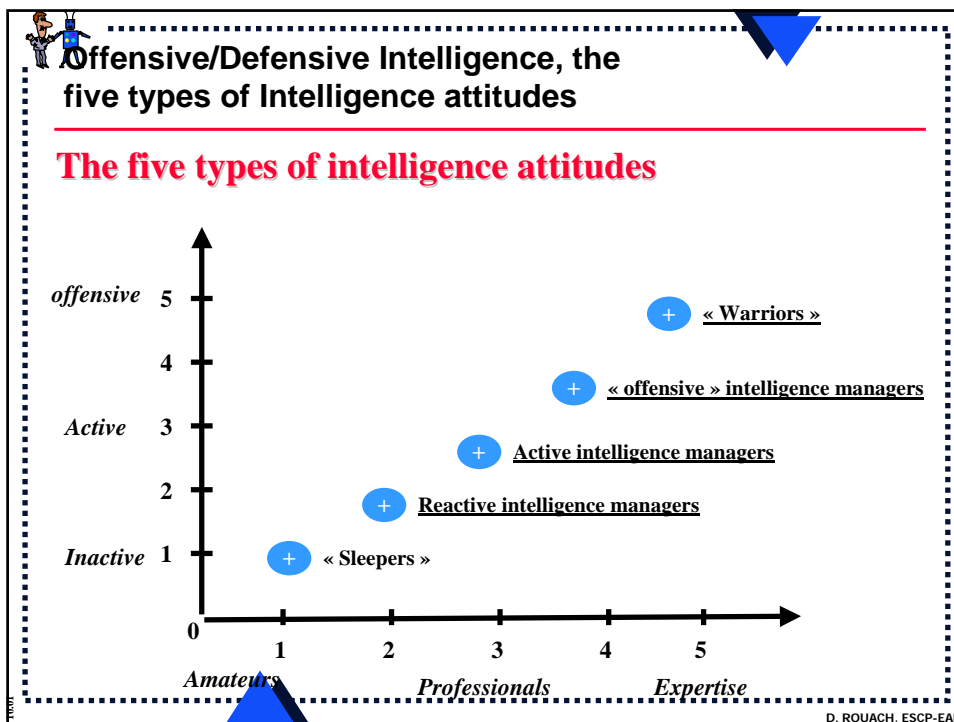 Offensive/Defensive Intelligence, the
five types of Intelligence attitudes
The five types of intelligence attitudes
offensive 5
4
Active 3
2
Inactive 1
0
« Warriors »
« offensive » intelligence managers
Active intelligence managers
Reactive intelligence managers
« Sleepers »
1 2 3 4 5
Amateurs Professionals Expertise
D. ROUACH, ESCP-EAP